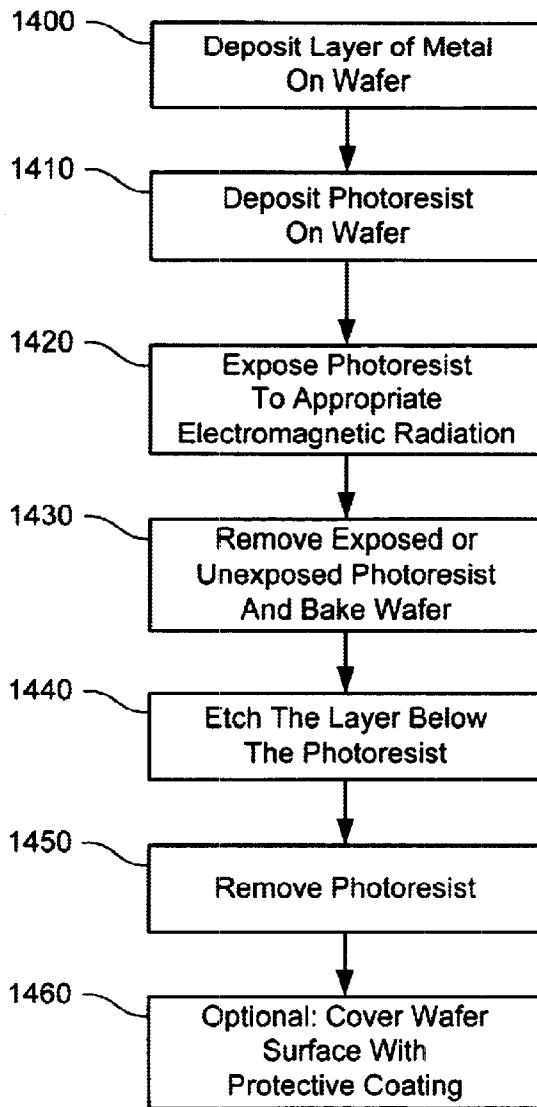 1400
Deposit Layer of Metal
On Wafer
1410
Deposit Photoresist
On Wafer
1420
Expose Photoresist
To Appropriate
Electromagnetic Radiation
1430
Remove Exposed or
Unexposed Photoresist
And Bake Wafer
1440
Etch The Layer Below
The Photoresist
1450
Remove Photoresist
1460
Optional: Cover Wafer
Surface With
Protective Coating